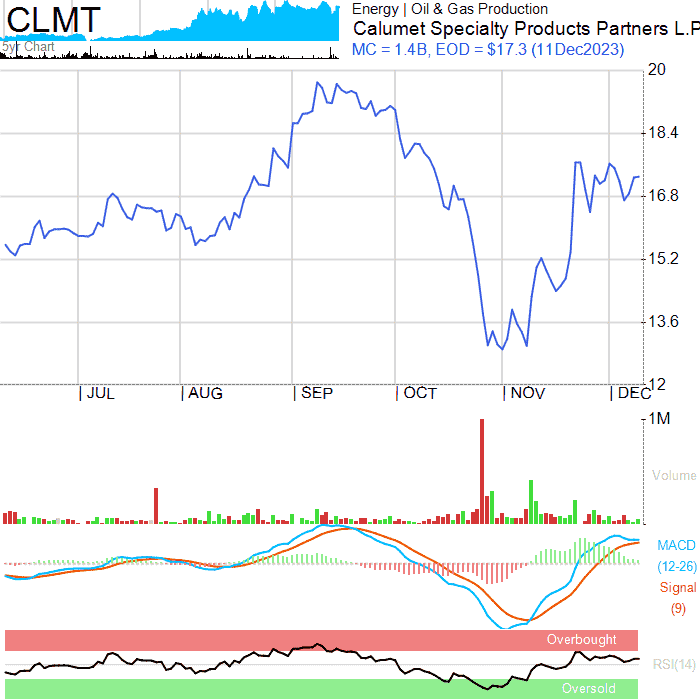 CLMT
5yr Chart
Energy | Oil & Gas Production
Calumet Specialty Products Partners L.P
MC = 1.4B, EOD = $17.3 (11Dec2023)
20
18.4
16.8
15.2
13.6
12
JUL
AUG
SEP
OCT
NOV
DEC
1M
Volume
MACD
(12-26)
Signal
(9)
Overbought
RSI(14)
Oversold